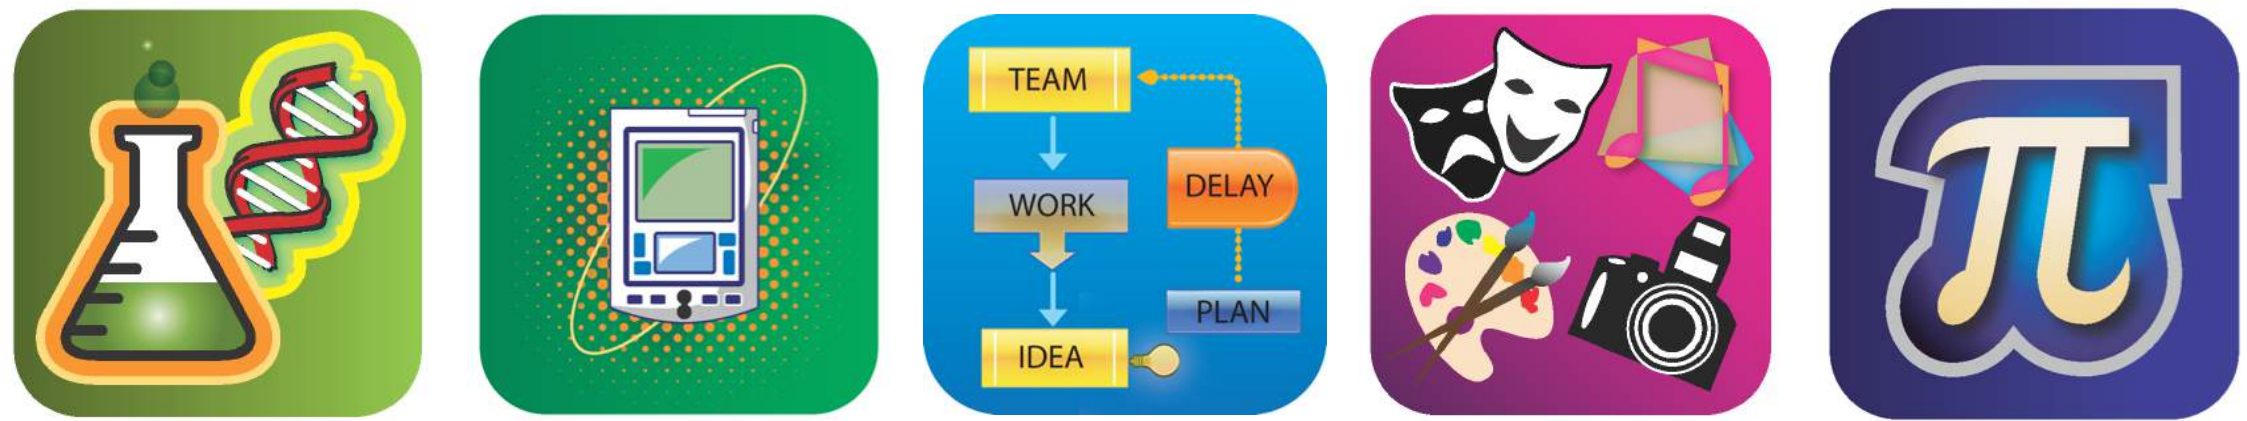 TEAM
WORK
IDEA
DELAY
PLAN
π